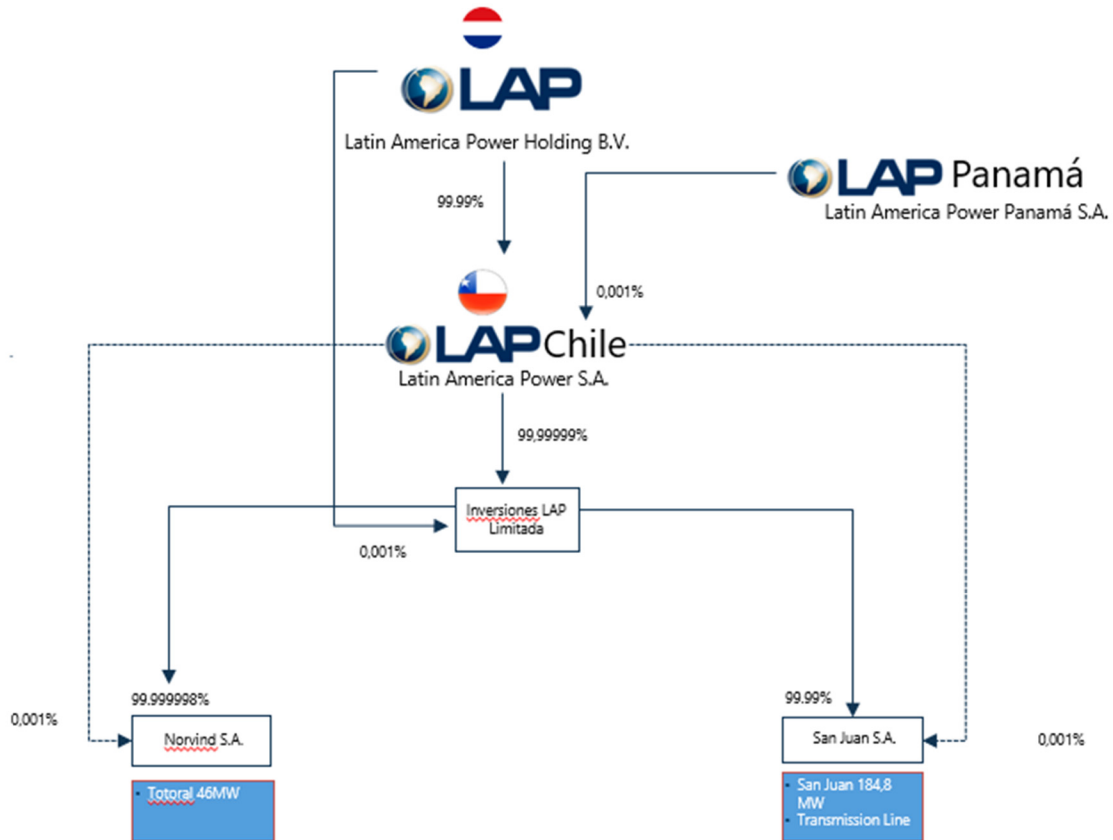 LAP
Latin America Power Holding B.V.
LAP Panamá
Latin America Power Panamá S.A.
99.99%
0,001%
LAP Chile
Latin America Power S.A.
99,99999%
Inversiones LAP
Limitada
0,001%
99.999998%
99.99%
0,001%
Norvind S.A.
San Juan S.A.
0,001%
• Totoral 46MW
• San Juan 184,8
MW
• Transmission Line